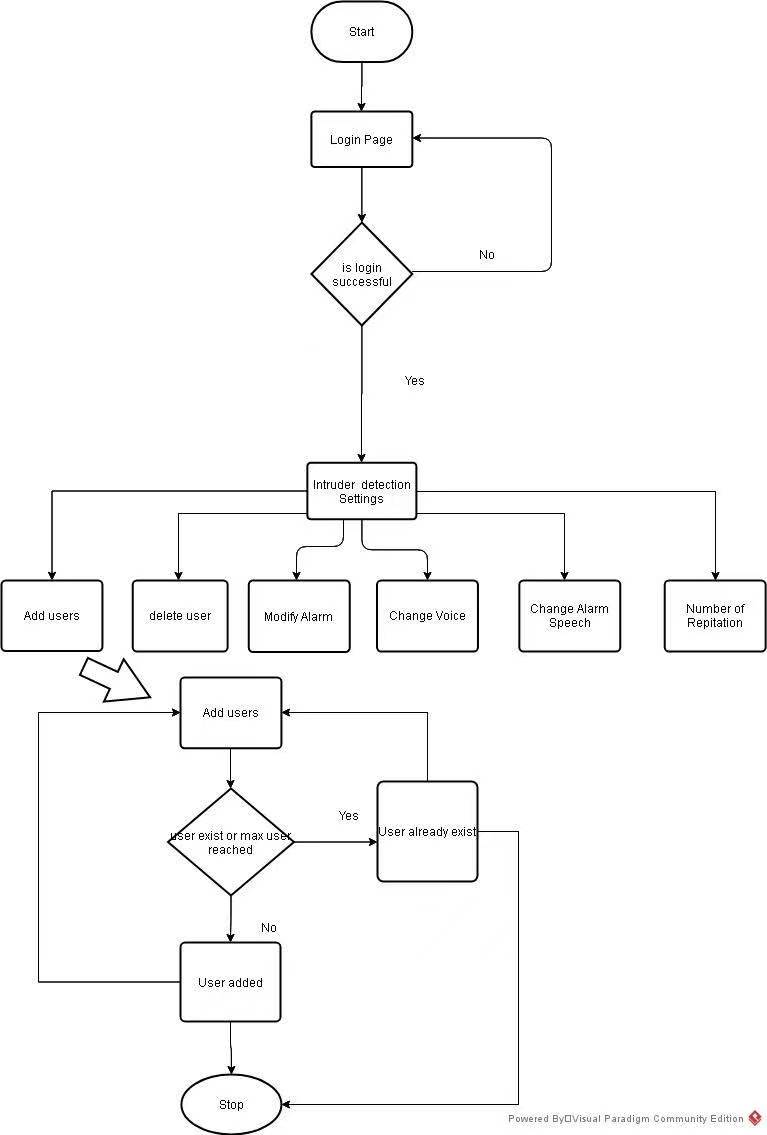 Start
Login Page
is login
successful
No
Yes
Intruder  detection
Settings
Add users
delete user
Modify Alarm
Change Voice
Change Alarm
Speech
Number of
Repitation
Add users
user exist or max user
reached
Yes
User already exist
No
User added
Stop
Powered By□Visual Paradigm Community Edition